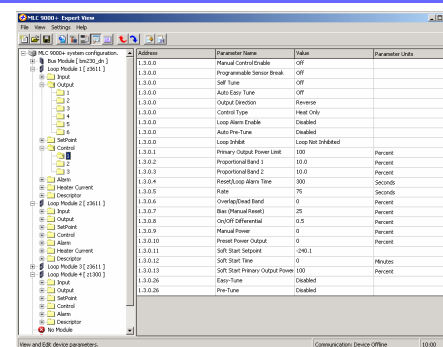 MLC 9000+ Expert View
File View Settings Help
MLC 9000+ system configuration.
Bus Module [ bm230_dn ]
Loop Module 1 [ z3611 ]
Input
Output
1
2
3
4
5
6
SetPoint
Control
1
2
3
Alarm
Heater Current
Descriptor
Loop Module 2 [ z3611 ]
Input
Output
SetPoint
Control
Alarm
Heater Current
Descriptor
Loop Module 3 [ z3611 ]
Loop Module 4 [ z1300 ]
Input
Output
SetPoint
Control
Alarm
Descriptor
No Module
Address Parameter Name Value Parameter Units
1.3.0.0 Manual Control Enable Off
1.3.0.0 Programmable Sensor Break Off
1.3.0.0 Self Tune Off
1.3.0.0 Auto Easy Tune Off
1.3.0.0 Output Direction Reverse
1.3.0.0 Control Type Heat Only
1.3.0.0 Loop Alarm Enable Disabled
1.3.0.0 Auto Pre-Tune Disabled
1.3.0.0 Loop Inhibit Loop Not Inhibited
1.3.0.1 Primary Output Power Limit 100 Percent
1.3.0.2 Proportional Band 1 10.0 Percent
1.3.0.3 Proportional Band 2 10.0 Percent
1.3.0.4 Reset/Loop Alarm Time 300 Seconds
1.3.0.5 Rate 75 Seconds
1.3.0.6 Overlap/Dead Band 0 Percent
1.3.0.7 Bias (Manual Reset) 25 Percent
1.3.0.8 On/Off Differential 0.5 Percent
1.3.0.9 Manual Power 0 Percent
1.3.0.10 Preset Power Output 0 Percent
1.3.0.11 Soft Start Setpoint -240.1
1.3.0.12 Soft Start Time 0 Minutes
1.3.0.13 Soft Start Primary Output Power 100 Percent
1.3.0.26 Easy-Tune Disabled
1.3.0.26 Pre-Tune Disabled
View and Edit device parameters. Communication: Device Offline 10:00